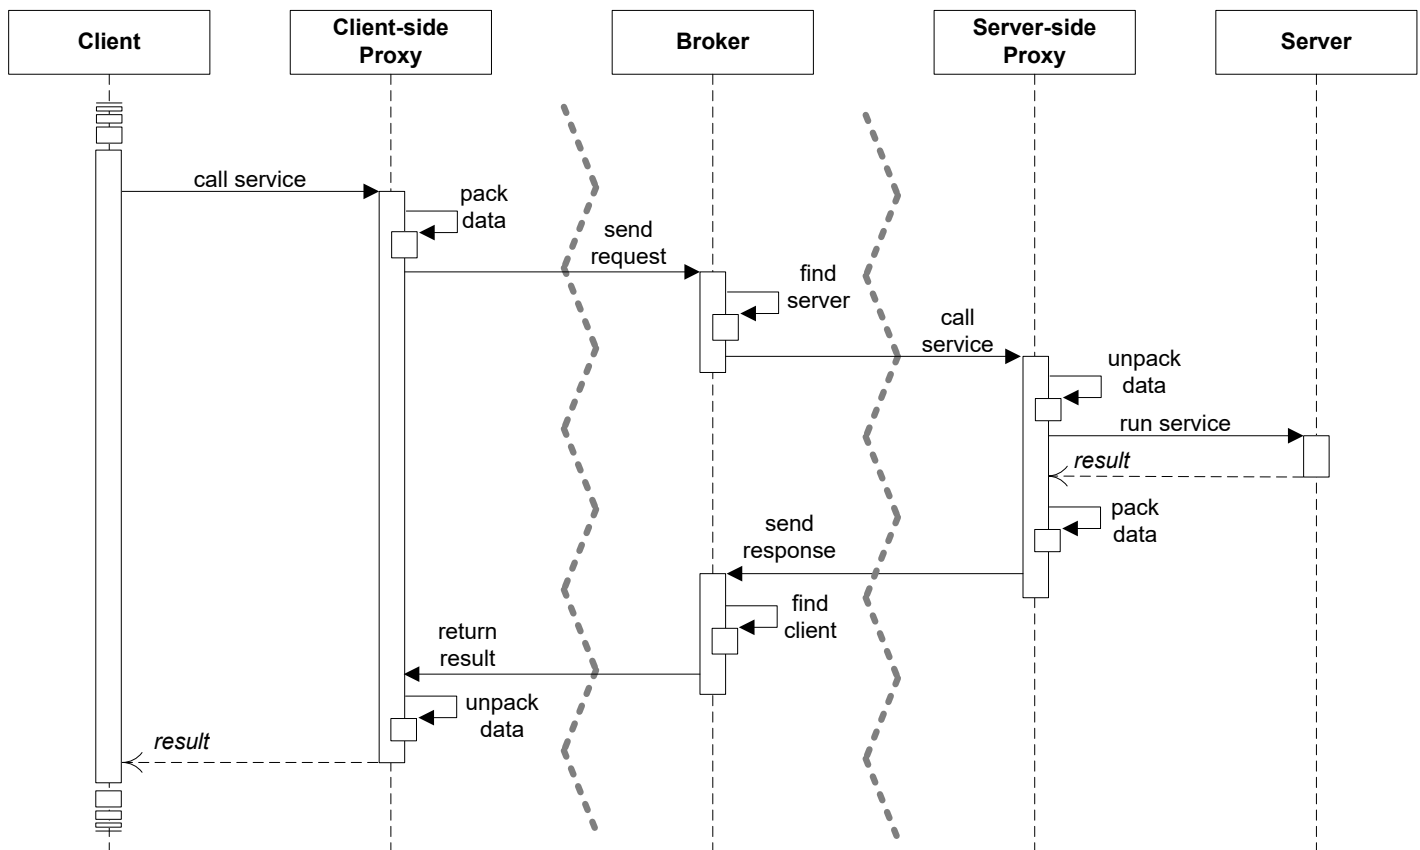 Client
Client-side
Proxy
Broker
Server-side
Proxy
Server
call service
pack
data
send
request
find
server
call
service
unpack
data
run service
result
pack
data
send
response
find
client
return
result
unpack
data
result